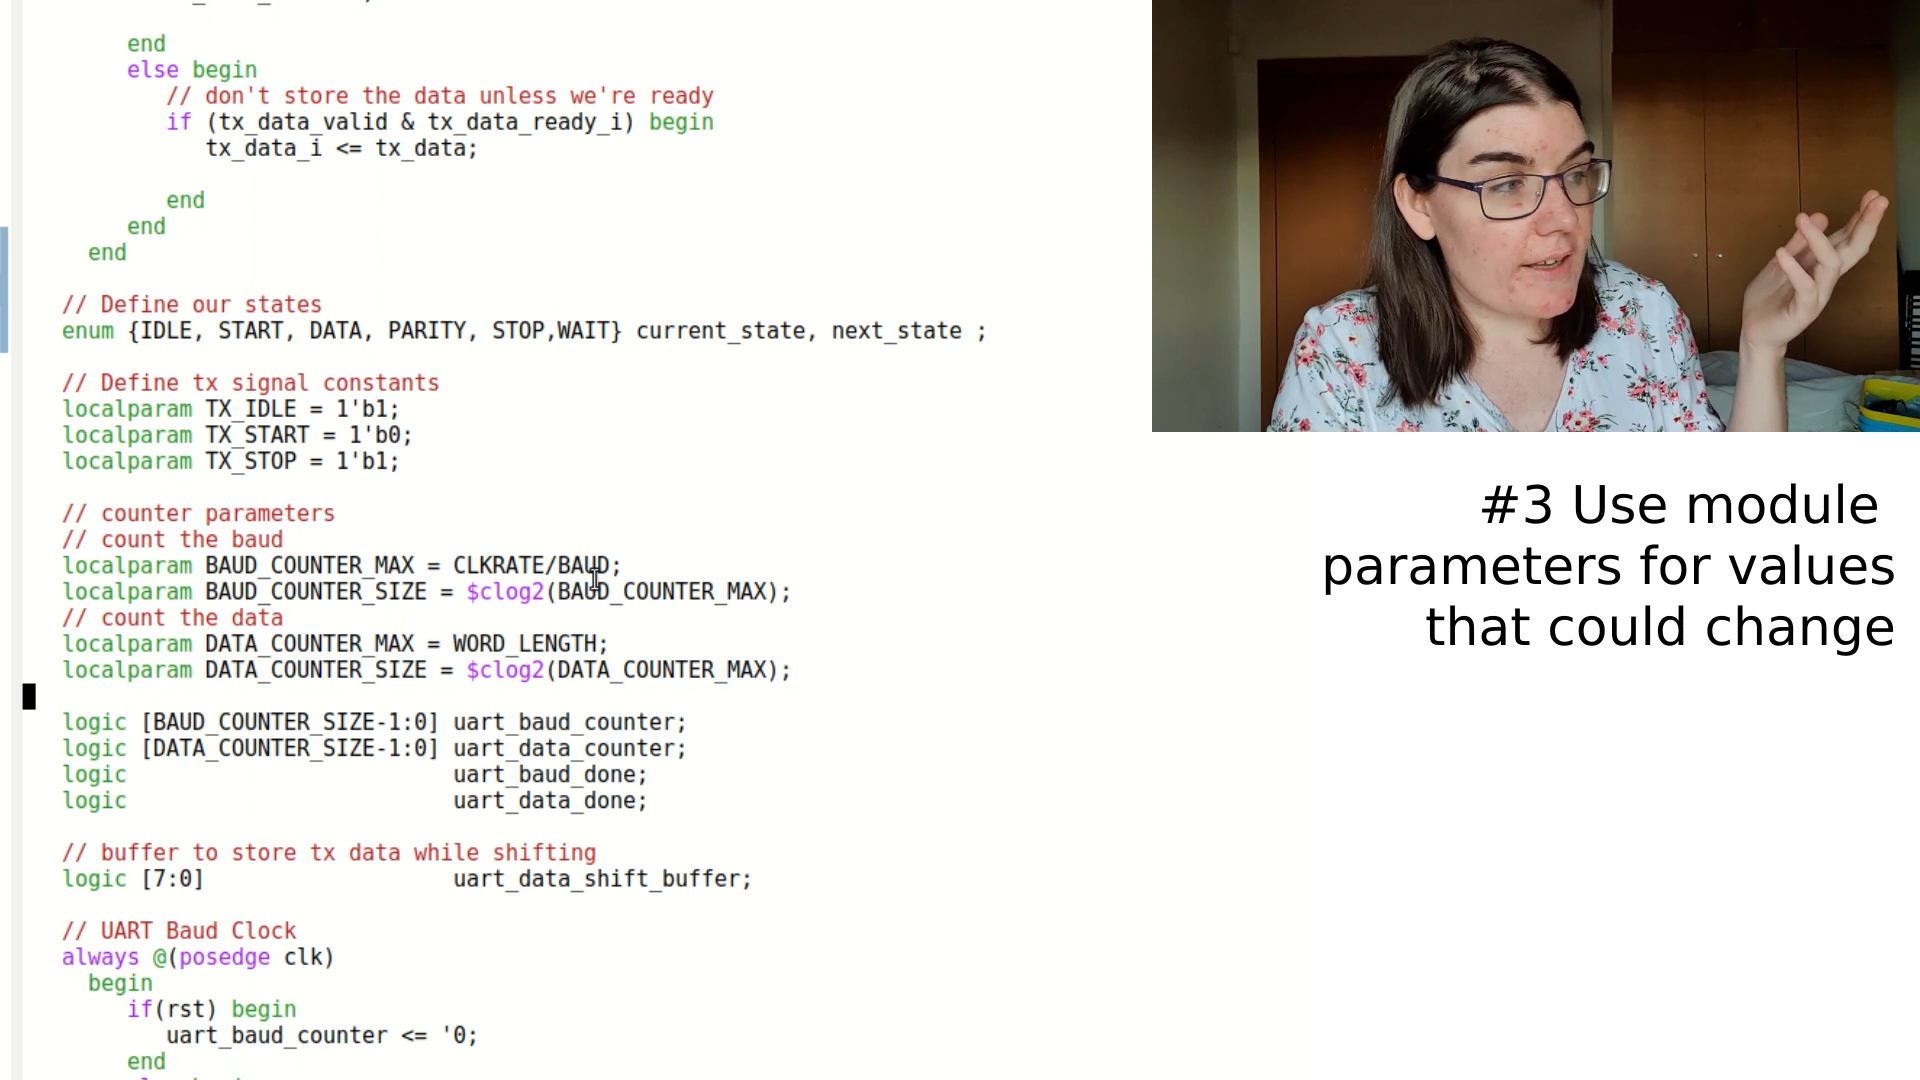 end
else begin
// don't store the data unless we're ready
if (tx_data_valid & tx_data_ready_i) begin
tx_data_i <= tx_data;
end
end
end
// Define our states
enum {IDLE, START, DATA, PARITY, STOP,WAIT} current_state, next_state ;
// Define tx signal constants
localparam TX_IDLE = 1'b1;
localparam TX_START = 1'b0;
localparam TX_STOP = 1'b1;
// counter parameters
// count the baud
localparam BAUD_COUNTER_MAX = CLKRATE/BAUD;
localparam BAUD_COUNTER_SIZE = $clog2(BAUD_COUNTER_MAX);
// count the data
localparam DATA_COUNTER_MAX = WORD_LENGTH;
localparam DATA_COUNTER_SIZE = $clog2(DATA_COUNTER_MAX);
logic [BAUD_COUNTER_SIZE-1:0] uart_baud_counter;
logic [DATA_COUNTER_SIZE-1:0] uart_data_counter;
logic uart_baud_done;
logic uart_data_done;
// buffer to store tx data while shifting
logic [7:0] uart_data_shift_buffer;
// UART Baud Clock
always @(posedge clk)
begin
if(rst) begin
uart_baud_counter <= '0;
end
#3 Use module
parameters for values
that could change